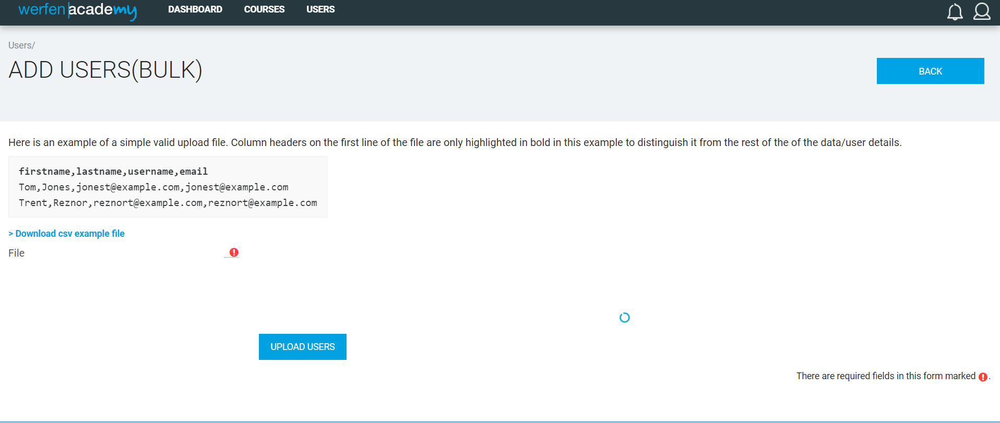 werfen academy DASHBOARD COURSES USERS
Users/
ADD USERS(BULK)
BACK
Here is an example of a simple valid upload file. Column headers on the first line of the file are only highlighted in bold in this example to distinguish it from the rest of the of the data/user details.
firstname,lastname,username,email
Tom,Jones,jonest@example.com,jonest@example.com
Trent,Reznor,reznort@example.com,reznort@example.com
> Download csv example file
File
UPLOAD USERS
There are required fields in this form marked .